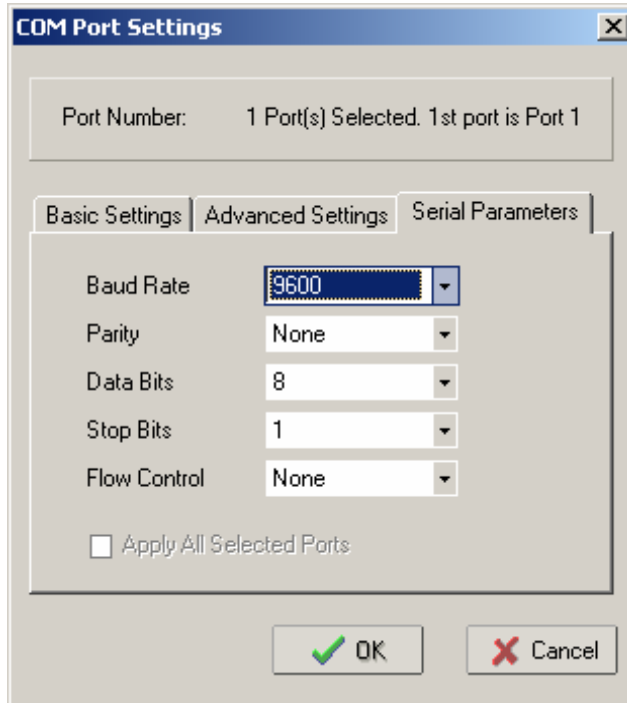 COM Port Settings
Port Number: 1 Port(s) Selected. 1st port is Port 1
Basic Settings Advanced Settings Serial Parameters
Baud Rate 9600
Parity None
Data Bits 8
Stop Bits 1
Flow Control None
Apply All Selected Ports
OK Cancel